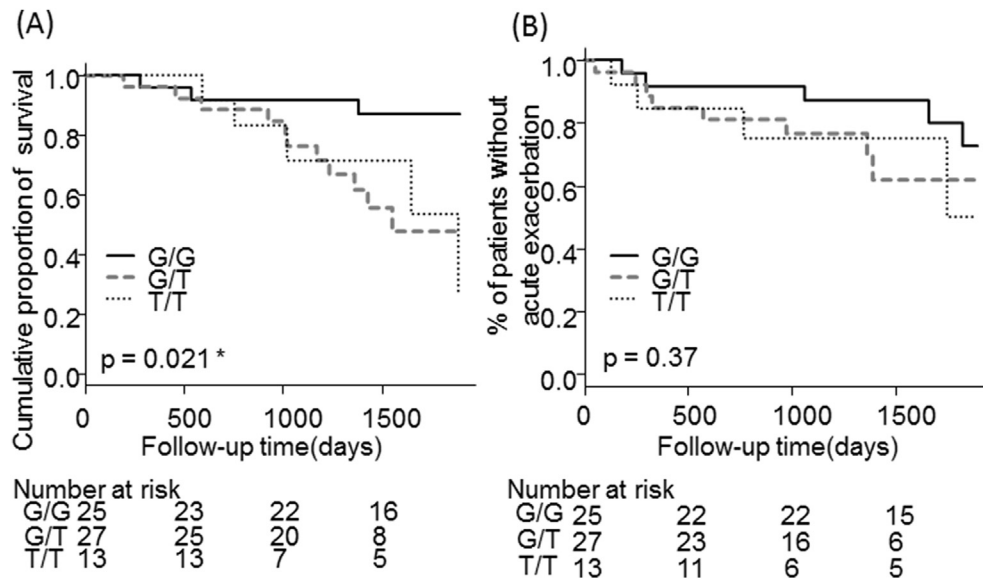 (A)
Cumulative proportion of survival
1.0
0.8
0.6
0.4
0.2
0.0
G/G
G/T
T/T
p = 0.021 *
0 500 1000 1500
Follow-up time(days)
Number at risk
G/G 25 23 22 16
G/T 27 25 20 8
T/T 13 13 7 5
(B)
% of patients without
acute exacerbation
1.0
0.8
0.6
0.4
0.2
0.0
G/G
G/T
T/T
p = 0.37
0 500 1000 1500
Follow-up time(days)
Number at risk
G/G 25 22 22 15
G/T 27 23 16 6
T/T 13 11 6 5